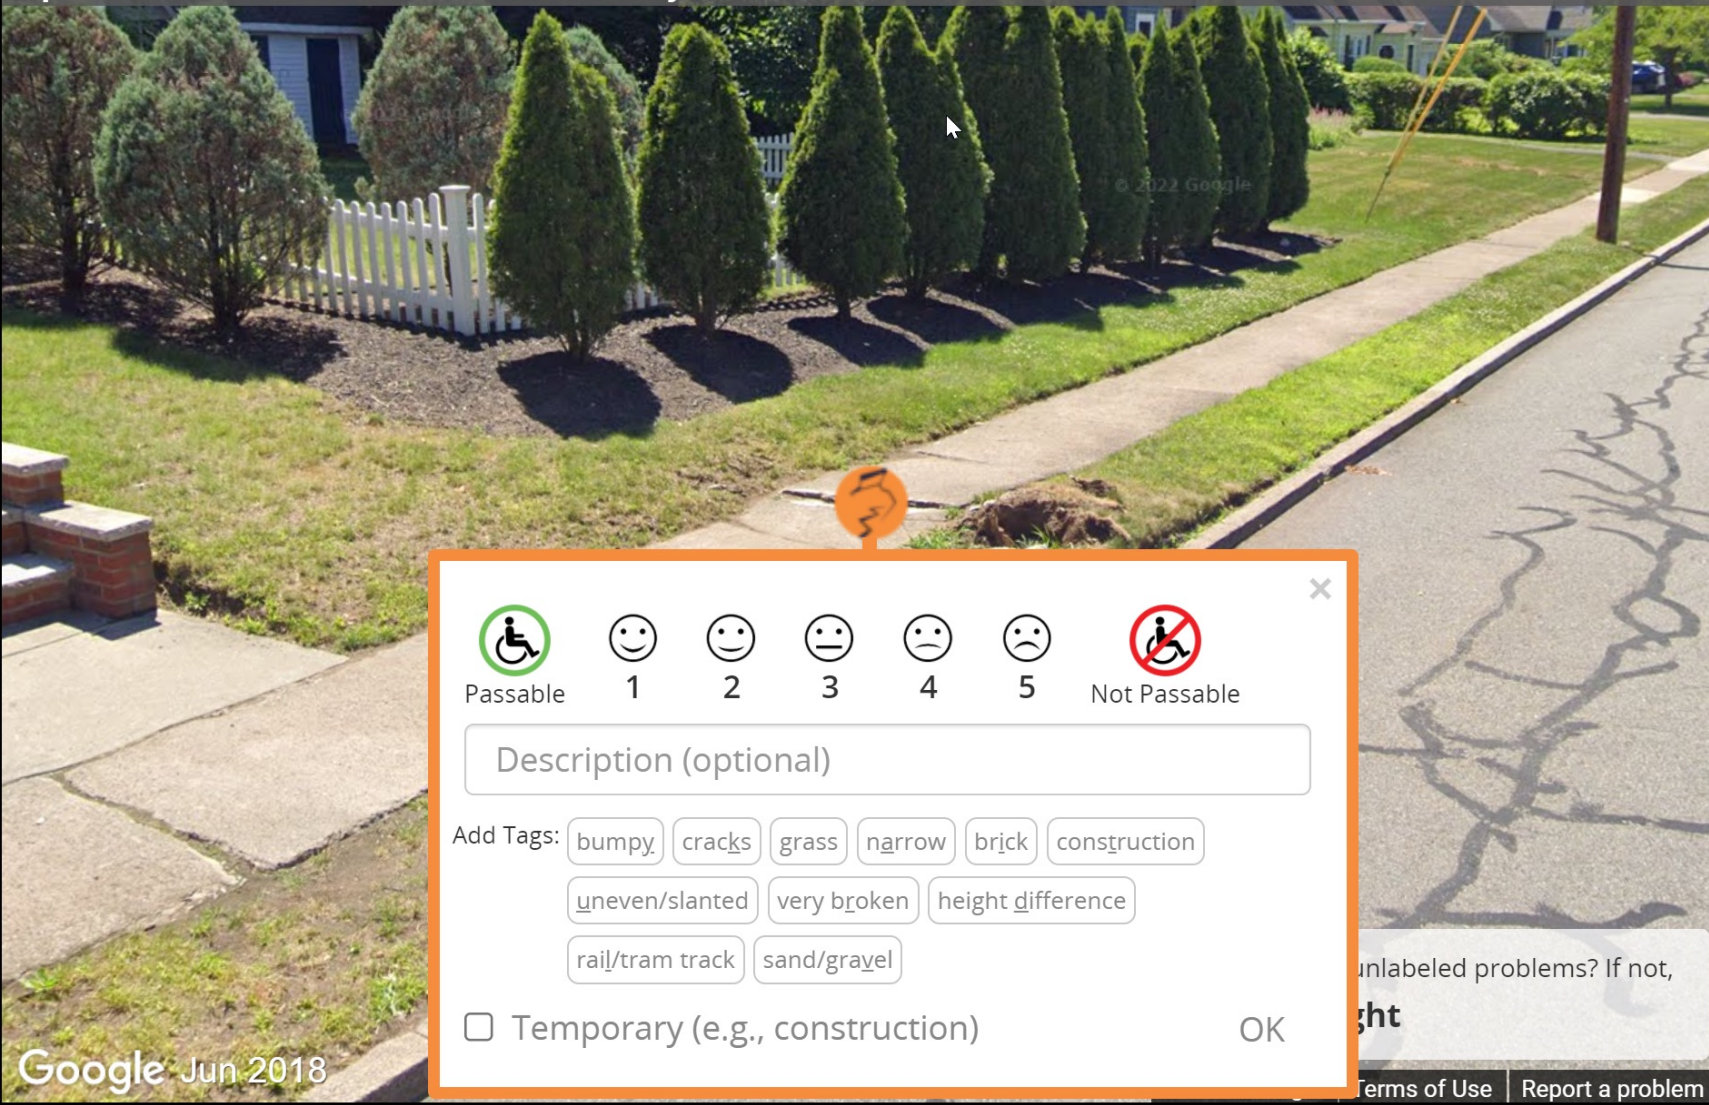 © 2022 Google
Passable
1
2
3
4
5
Not Passable
Description (optional)
Add Tags:
bumpy
cracks
grass
narrow
brick
construction
uneven/slanted
very broken
height difference
rail/tram track
sand/gravel
Temporary (e.g., construction)
OK
unlabeled problems? If not,
ght
Google Jun 2018
Terms of Use
Report a problem